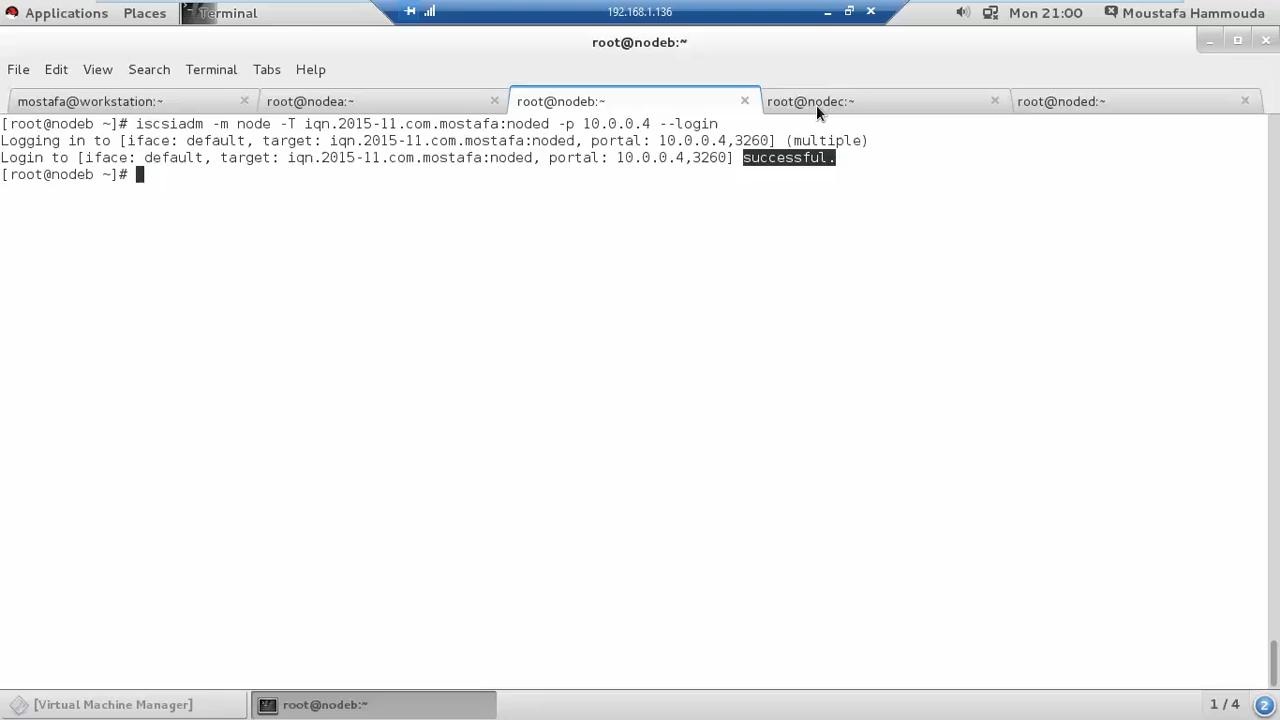 Applications Places Terminal 192.168.1.136 Mon 21:00 Moustafa Hammouda
root@nodeb:~
File Edit View Search Terminal Tabs Help
mostafa@workstation:~ root@nodea:~ root@nodeb:~ root@nodec:~ root@noded:~
[root@nodeb ~]# iscsiadm -m node -T iqn.2015-11.com.mostafa:noded -p 10.0.0.4 --login
Logging in to [iface: default, target: iqn.2015-11.com.mostafa:noded, portal: 10.0.0.4,3260] (multiple)
Login to [iface: default, target: iqn.2015-11.com.mostafa:noded, portal: 10.0.0.4,3260] successful.
[root@nodeb ~]#
[Virtual Machine Manager] root@nodeb:~ 1 / 4 2